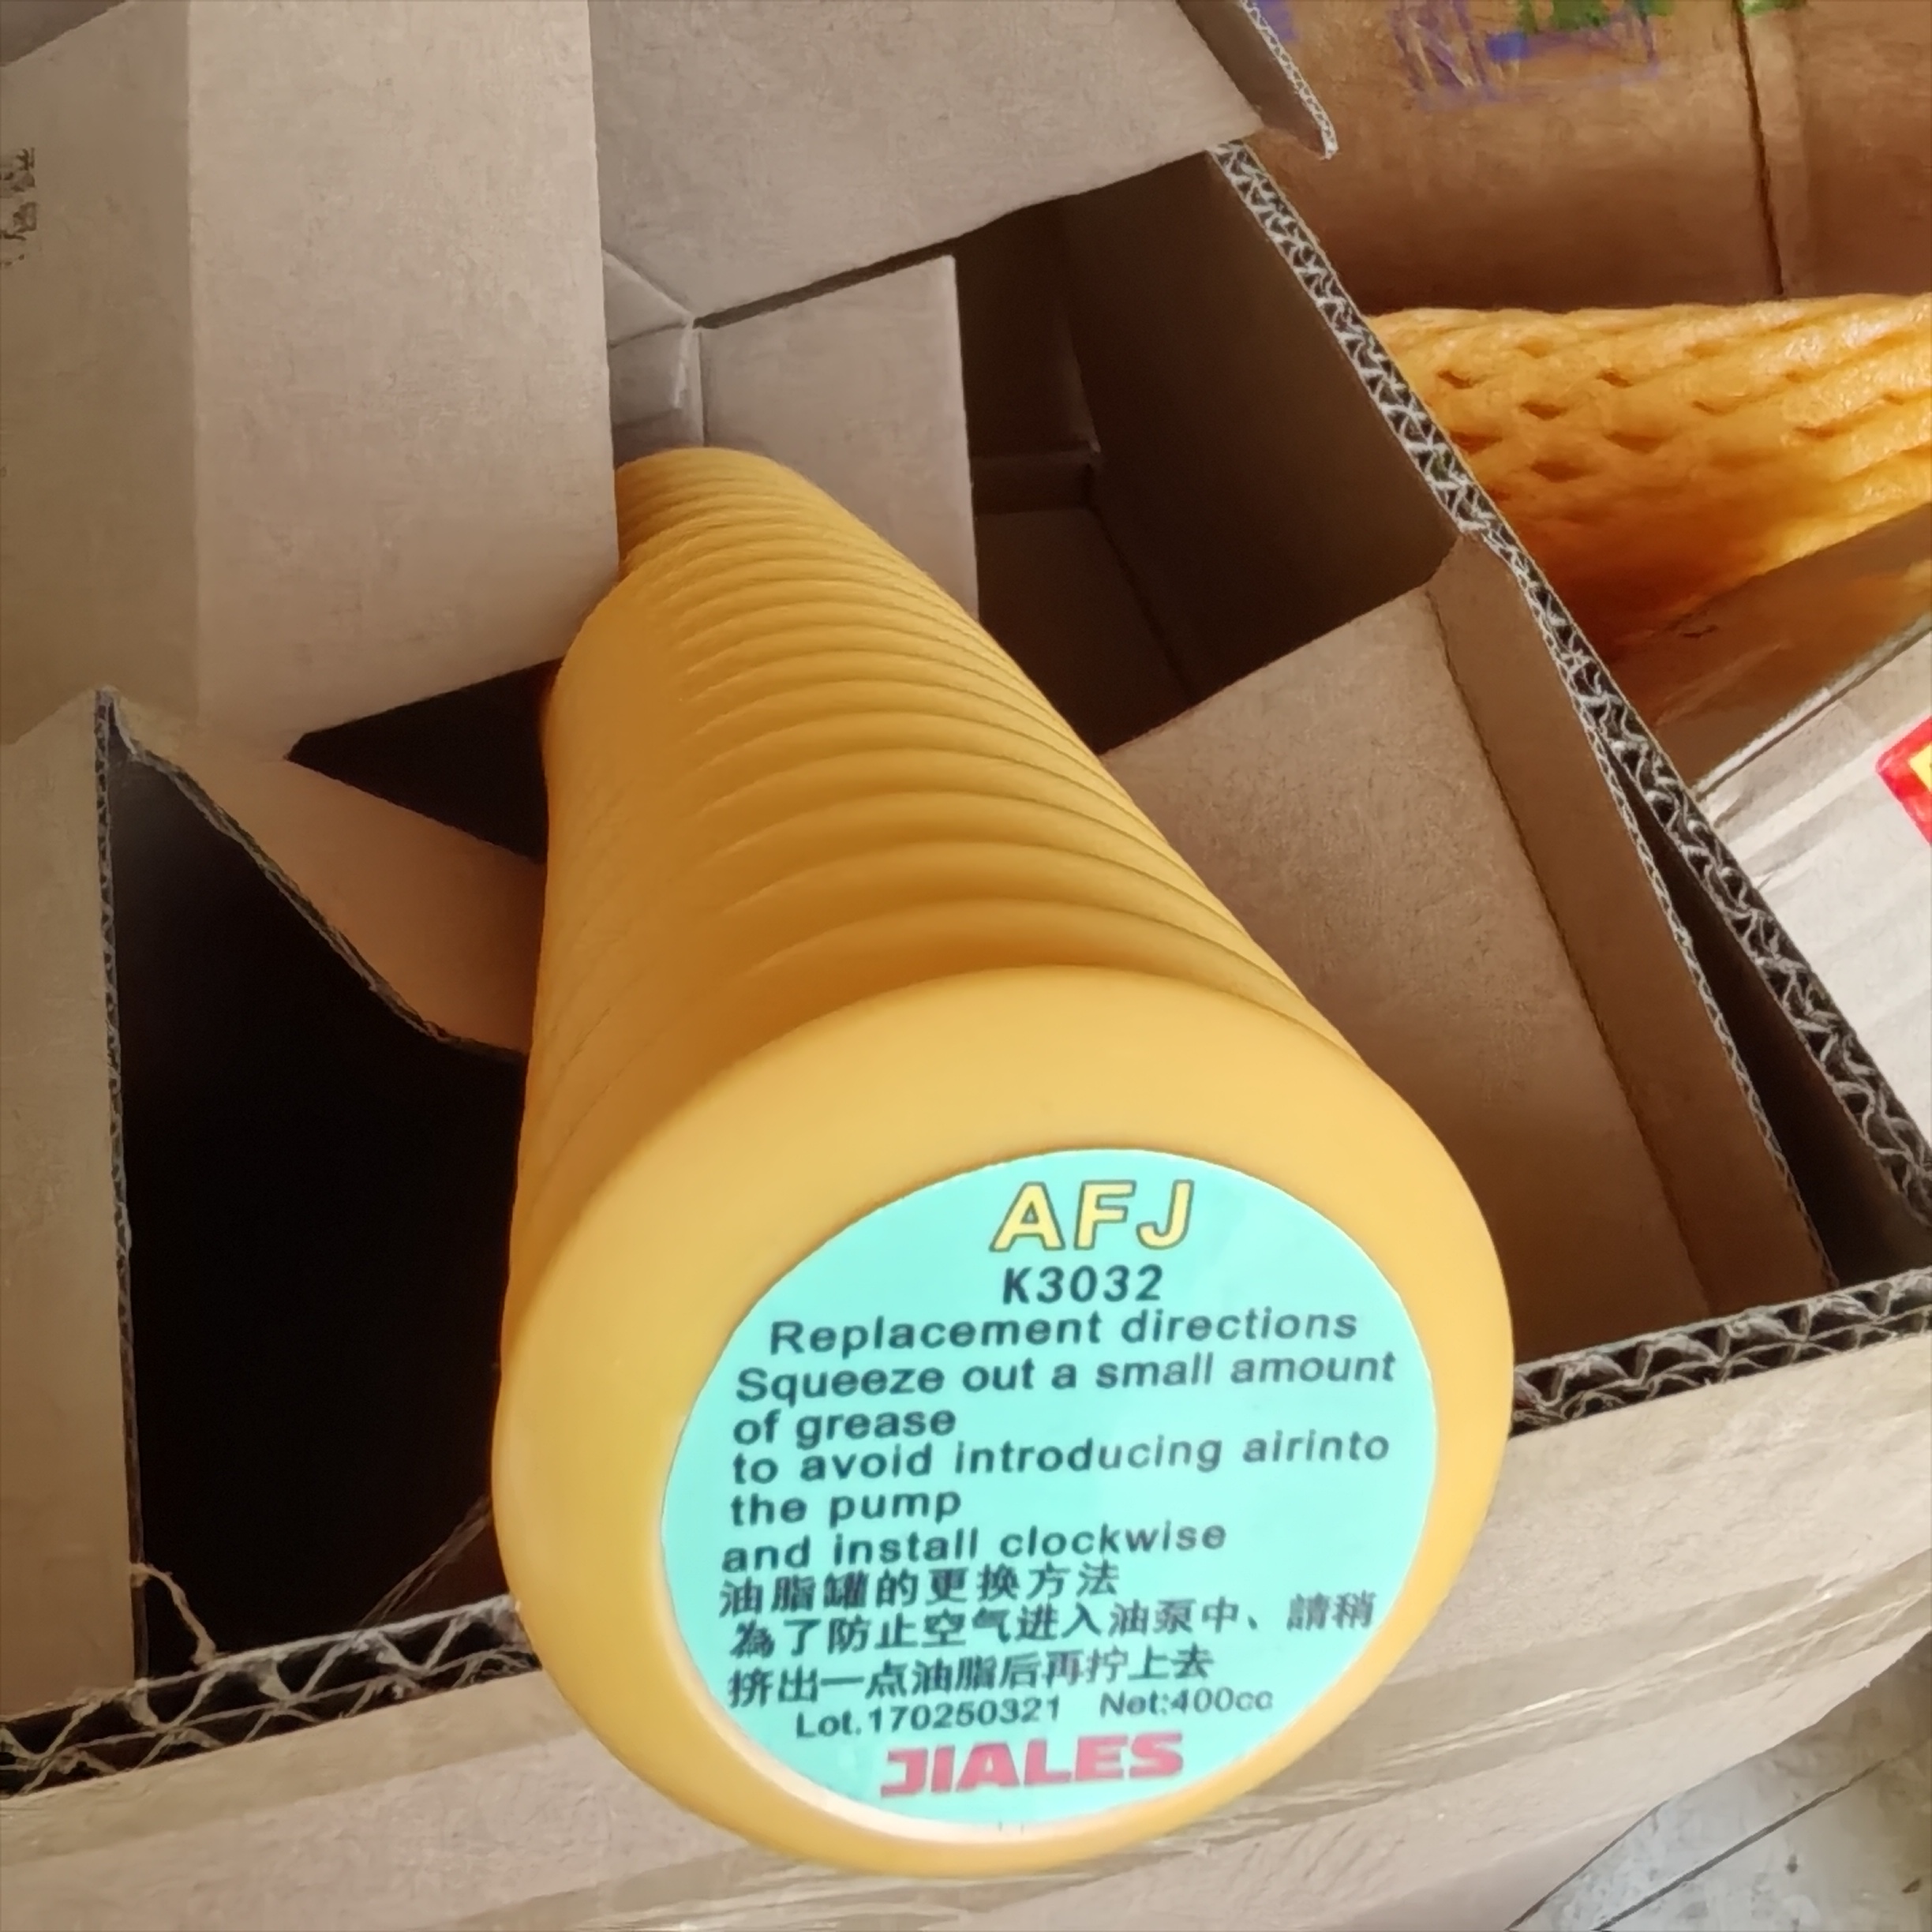 AFJ
K3032
Replacement directions
Squeeze out a small amount
of grease
to avoid introducing airinto
the pump
and install clockwise
油脂罐的更换方法
為了防止空气进入油泵中、請稍
挤出一点油脂后再拧上去
Lot.170250321 Net:400cc
JIALES